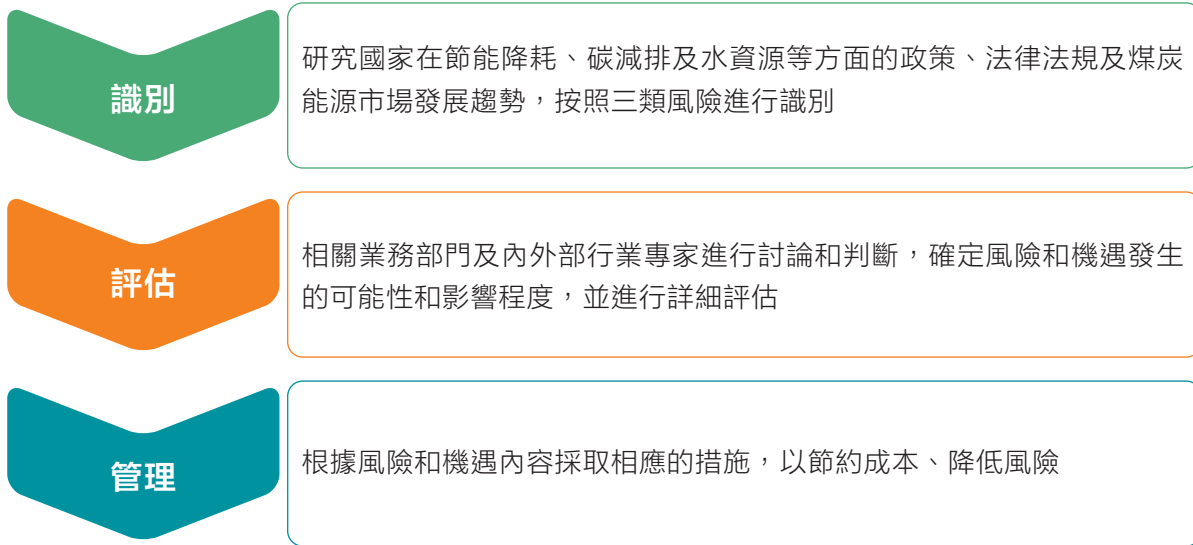 識別
研究國家在節能降耗、碳減排及水資源等方面的政策、法律法規及煤炭
能源市場發展趨勢，按照三類風險進行識別
評估
相關業務部門及內外部行業專家進行討論和判斷，確定風險和機遇發生
的可能性和影響程度，並進行詳細評估
管理
根據風險和機遇內容採取相應的措施，以節約成本、降低風險